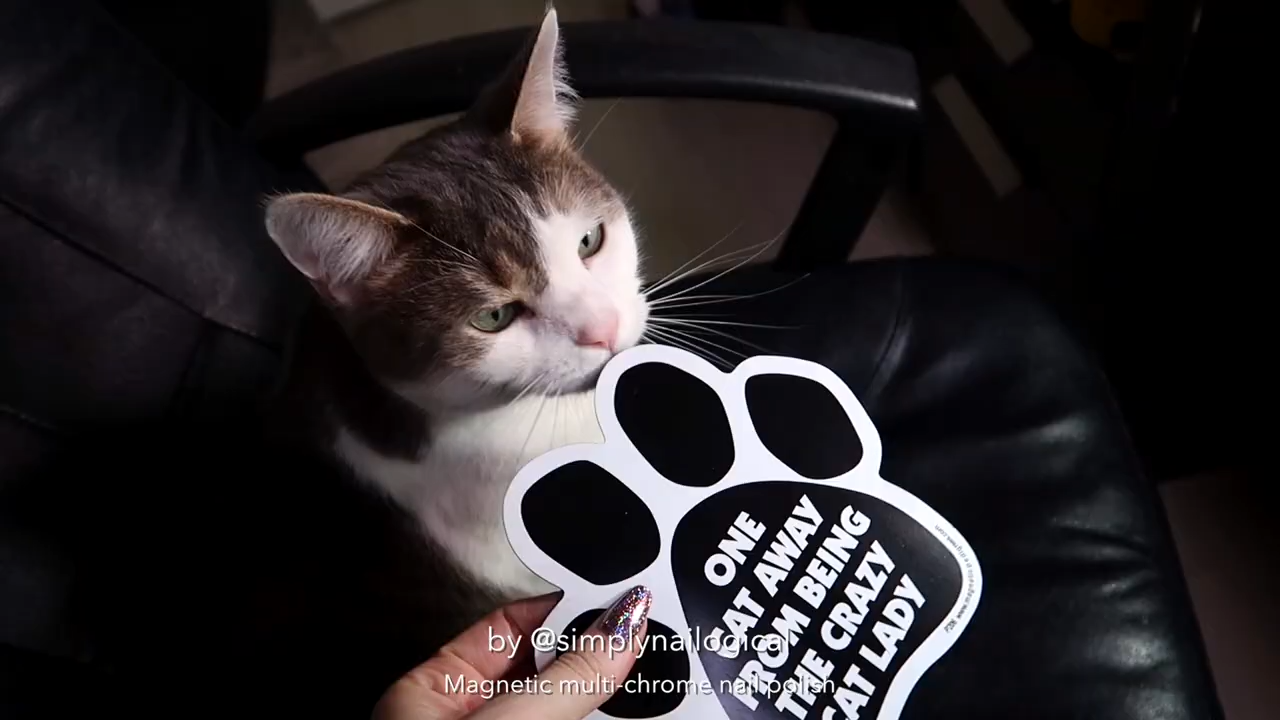 ONE
CAT AWAY
FROM BEING
THE CRAZY
CAT LADY
by @simplynailogical
Magnetic multi-chrome nail polish